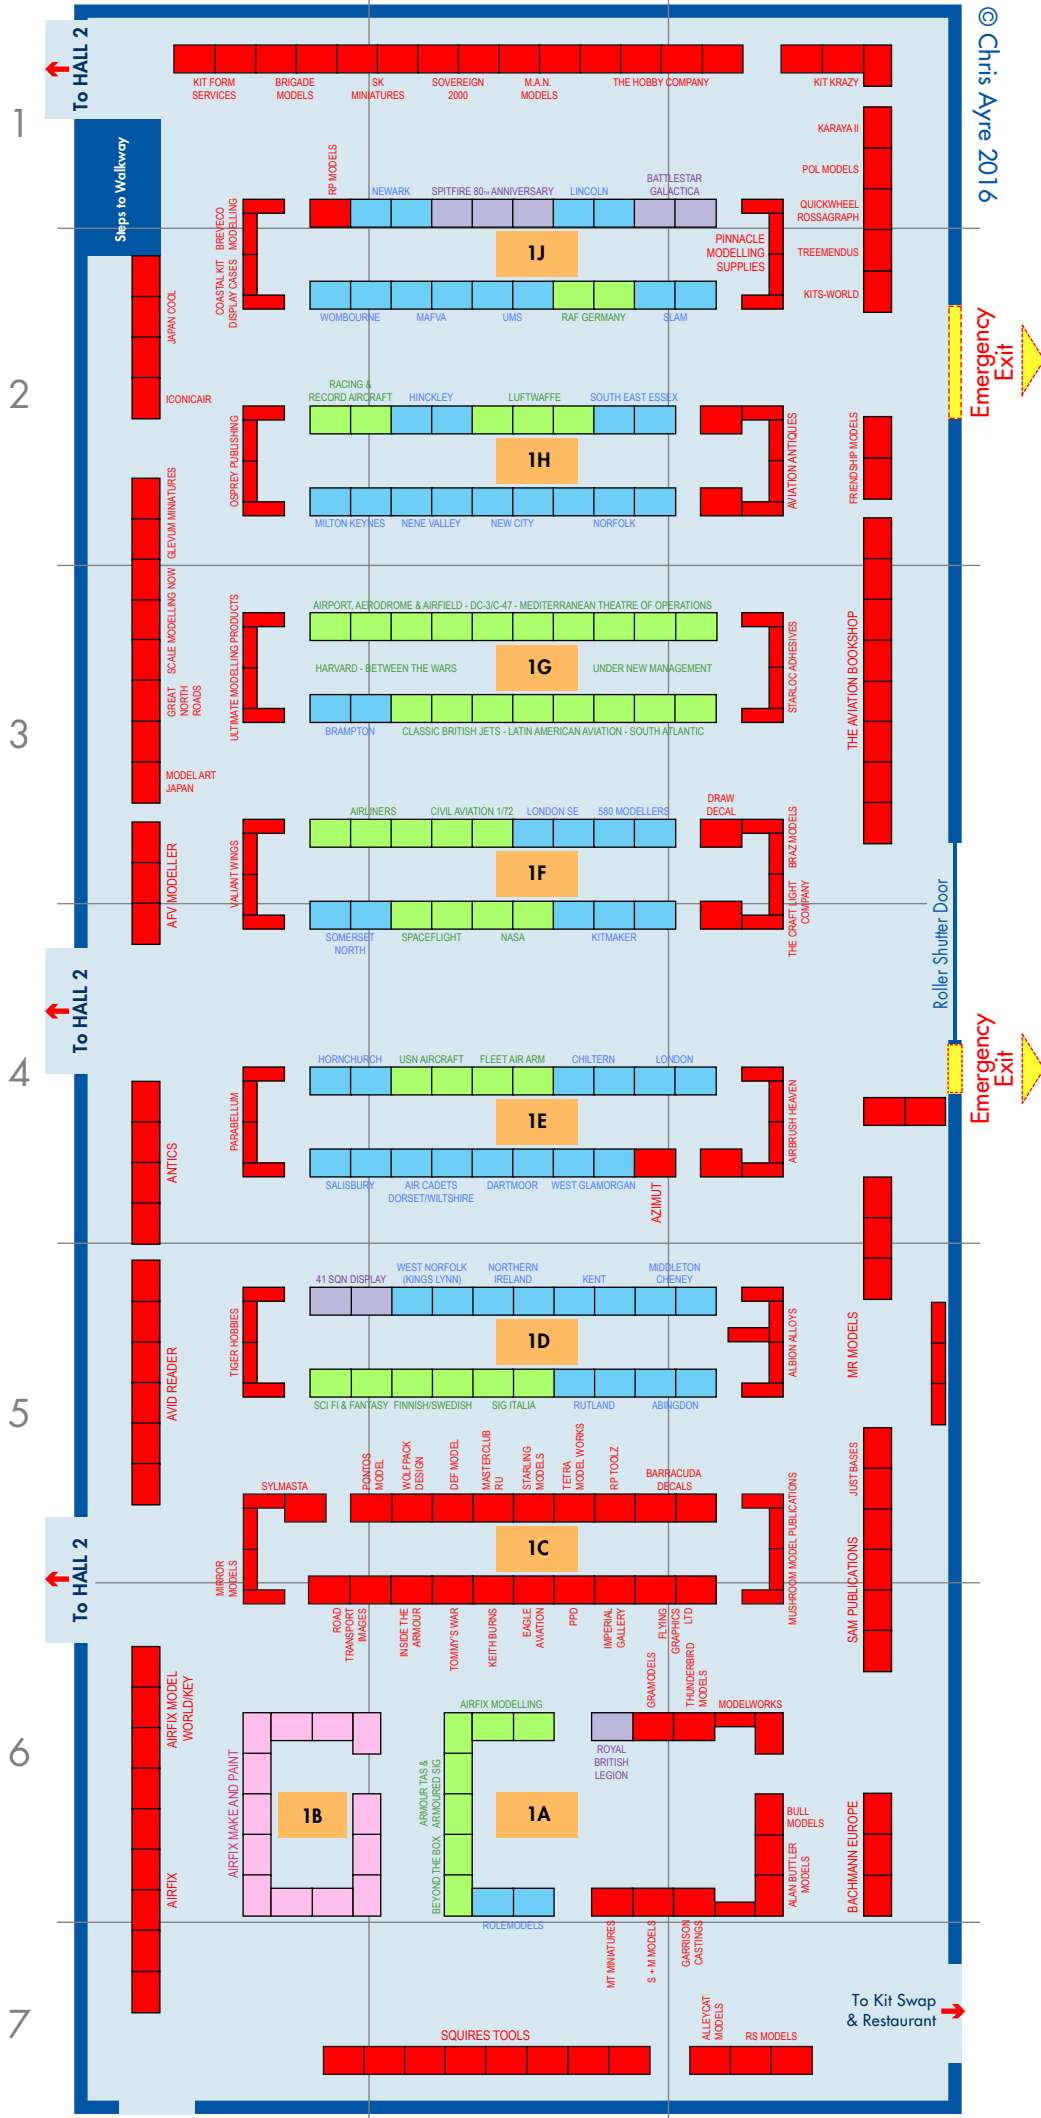 © Chris Ayre 2016
To HALL 2
KIT FORM
SERVICES
BRIGADE
MODELS
SK
MINIATURES
SOVEREIGN
2000
M.A.N.
MODELS
THE HOBBY COMPANY
KIT KRAZY
1
Steps to Walkway
KARAYA II
POL MODELS
QUICKWHEEL
ROSSAGRAPH
TREEMENDUS
KITS-WORLD
RP MODELS
NEWARK
SPITFIRE 80TH ANNIVERSARY
LINCOLN
BATTLESTAR
GALACTICA
BREVECO
MODELLING
COASTAL KIT
DISPLAY CASES
1J
PINNACLE
MODELLING
SUPPLIES
WOMBOURNE
MAFVA
UMS
RAF GERMANY
SLAM
JAPAN COOL
ICONICAIR
Emergency
Exit
2
RACING &
RECORD AIRCRAFT
HINCKLEY
LUFTWAFFE
SOUTH EAST ESSEX
OSPREY PUBLISHING
1H
AVIATION ANTIQUES
FRIENDSHIP MODELS
MILTON KEYNES
NENE VALLEY
NEW CITY
NORFOLK
GLEVUM MINIATURES
SCALE MODELLING NOW
GREAT
NORTH
ROADS
MODEL ART
JAPAN
AIRPORT, AERODROME & AIRFIELD - DC-3/C-47 - MEDITERRANEAN THEATRE OF OPERATIONS
ULTIMATE MODELLING PRODUCTS
HARVARD - BETWEEN THE WARS
1G
UNDER NEW MANAGEMENT
STARLOC ADHESIVES
THE AVIATION BOOKSHOP
3
BRAMPTON
CLASSIC BRITISH JETS - LATIN AMERICAN AVIATION - SOUTH ATLANTIC
AIRLINERS
CIVIL AVIATION 1/72
LONDON SE
580 MODELLERS
DRAW
DECAL
AFV MODELLER
VALIANT WINGS
1F
BRAZ MODELS
THE CRAFT LIGHT
COMPANY
SOMERSET
NORTH
SPACEFLIGHT
NASA
KITMAKER
Roller Shutter Door
To HALL 2
4
Emergency
Exit
HORNCHURCH
USN AIRCRAFT
FLEET AIR ARM
CHILTERN
LONDON
PARABELLUM
1E
AIRBRUSH HEAVEN
ANTICS
SALISBURY
AIR CADETS
DORSET/WILTSHIRE
DARTMOOR
WEST GLAMORGAN
AZIMUT
41 SQN DISPLAY
WEST NORFOLK
(KINGS LYNN)
NORTHERN
IRELAND
KENT
MIDDLETON
CHENEY
TIGER HOBBIES
1D
ALBION ALLOYS
MR MODELS
AVID READER
SCI FI & FANTASY
FINNISH/SWEDISH
SIG ITALIA
RUTLAND
ABINGDON
5
SYLMASTA
PONTOS
MODEL
WOLFPACK
DESIGN
DEF MODEL
MASTERCLUB
RU
STARLING
MODELS
TETRA
MODEL WORKS
RP TOOLZ
BARRACUDA
DECALS
JUST BASES
To HALL 2
MIRROR
MODELS
1C
MUSHROOM MODEL PUBLICATIONS
SAM PUBLICATIONS
ROAD
TRANSPORT
IMAGES
INSIDE THE
ARMOUR
TOMMY'S WAR
KEITH BURNS
EAGLE
AVIATION
PPD
IMPERIAL
GALLERY
FLYING
GRAPHICS
LTD
AIRFIX MODEL
WORLD/KEY
AIRFIX
6
AIRFIX MAKE AND PAINT
1B
AIRFIX MODELLING
ARMOUR TAS &
ARMOURED SIG
BEYOND THE BOX
1A
ROLEMODELS
GRAMODELS
THUNDERBIRD
MODELS
MODELWORKS
ROYAL
BRITISH
LEGION
BULL
MODELS
ALAN BUTTLER
MODELS
BACHMANN EUROPE
MT MINIATURES
S + M MODELS
GARRISON
CASTINGS
7
To Kit Swap
& Restaurant
SQUIRES TOOLS
ALLEYCAT
MODELS
RS MODELS